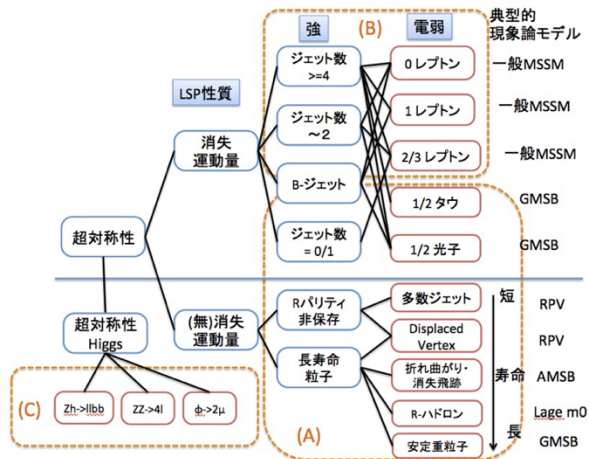 典型的
現象論モデル
強
(B)
電弱
LSP性質
ジェット数
>=4
ジェット数
~2
B-ジェット
ジェット数
= 0/1
0 レプトン
1 レプトン
2/3 レプトン
1/2 タウ
1/2 光子
一般MSSM
一般MSSM
一般MSSM
GMSB
GMSB
消失
運動量
超対称性
超対称性
Higgs
(無)消失
運動量
Rパリティ
非保存
長寿命
粒子
多数ジェット
Displaced
Vertex
折れ曲がり・
消失飛跡
R-ハドロン
安定重粒子
短
寿命
長
RPV
RPV
AMSB
Lage m0
GMSB
(C)
Zh->llbb
ZZ->4l
ф->2μ
(A)